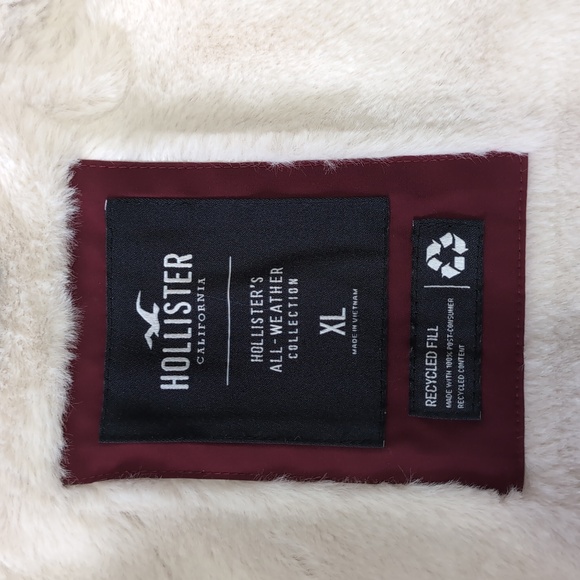 HOLLISTER
CALIFORNIA
HOLLISTER'S
ALL-WEATHER
COLLECTION
XL
MADE IN VIETNAM
RECYCLED FILL
MADE WITH 100% POST-CONSUMER
RECYCLED CONTENT